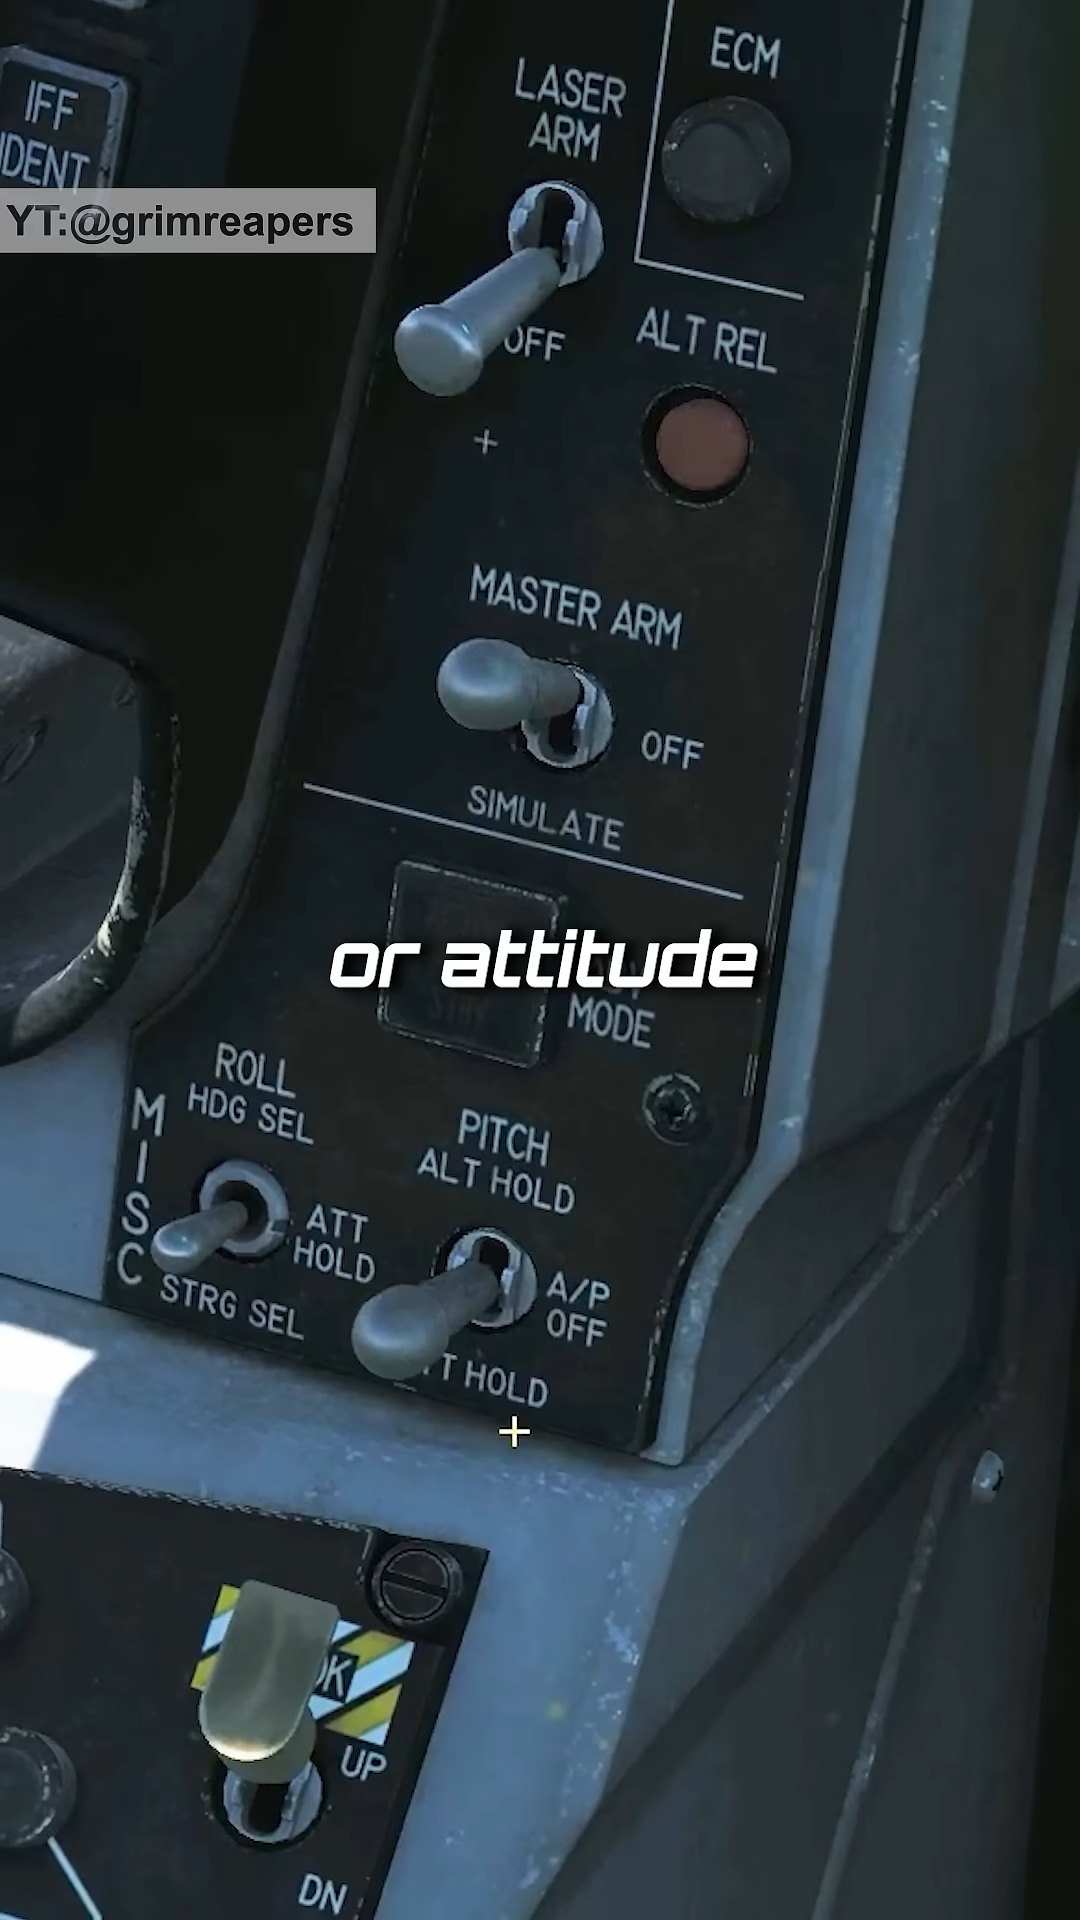 ECM
LASER
ARM
IFF
IDENT
YT:@grimreapers
OFF
ALT REL
MASTER ARM
OFF
SIMULATE
or attitude
MODE
ROLL
HDG SEL
PITCH
ALT HOLD
MISC
ATT
HOLD
STRG SEL
A/P
OFF
T HOLD
UP
DN